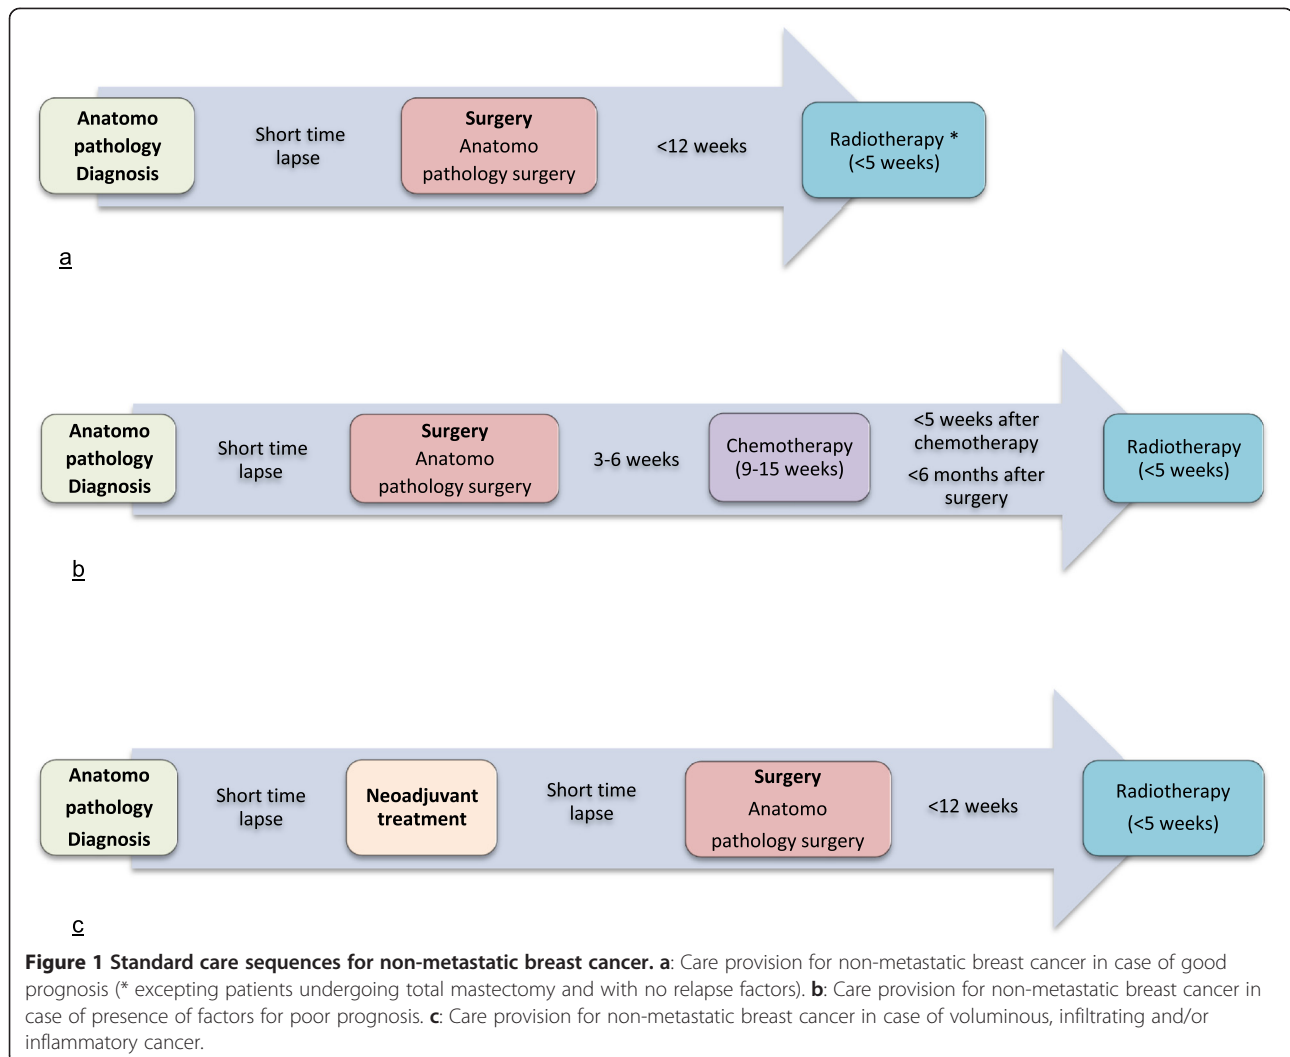 Anatomo
pathology
Diagnosis
Short time
lapse
Surgery
Anatomo
pathology surgery
<12 weeks
Radiotherapy *
(<5 weeks)
a
Anatomo
pathology
Diagnosis
Short time
lapse
Surgery
Anatomo
pathology surgery
3-6 weeks
Chemotherapy
(9-15 weeks)
<5 weeks after
chemotherapy
<6 months after
surgery
Radiotherapy
(<5 weeks)
b
Anatomo
pathology
Diagnosis
Short time
lapse
Neoadjuvant
treatment
Short time
lapse
Surgery
Anatomo
pathology surgery
<12 weeks
Radiotherapy
(<5 weeks)
c
Figure 1 Standard care sequences for non-metastatic breast cancer. a: Care provision for non-metastatic breast cancer in case of good
prognosis (* excepting patients undergoing total mastectomy and with no relapse factors). b: Care provision for non-metastatic breast cancer in
case of presence of factors for poor prognosis. c: Care provision for non-metastatic breast cancer in case of voluminous, infiltrating and/or
inflammatory cancer.